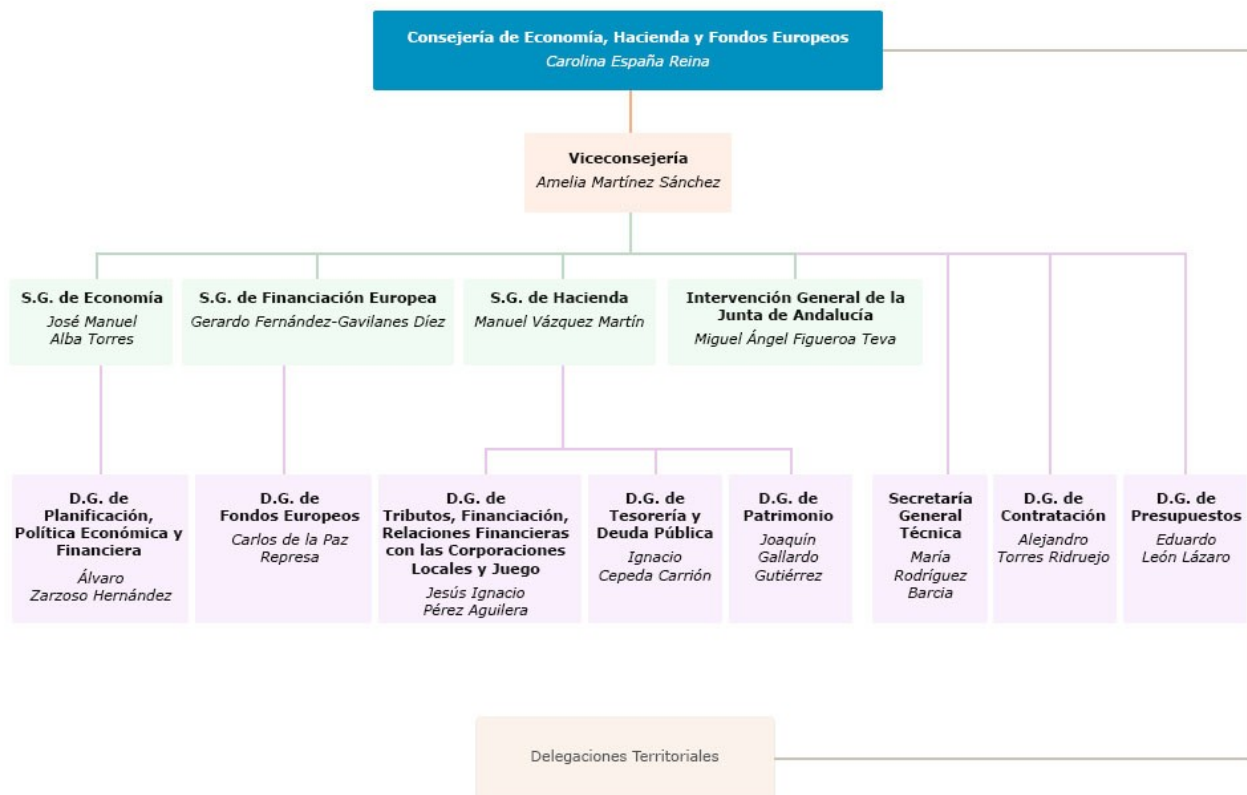 Consejería de Economía, Hacienda y Fondos Europeos
Carolina España Reina
Viceconsejería
Amelia Martínez Sánchez
S.G. de Economía
José Manuel
Alba Torres
S.G. de Financiación Europea
Gerardo Fernández-Gavilanes Díez
S.G. de Hacienda
Manuel Vázquez Martín
Intervención General de la
Junta de Andalucía
Miguel Ángel Figueroa Teva
D.G. de
Planificación,
Política Económica y
Financiera
Álvaro
Zarzoso Hernández
D.G. de
Fondos Europeos
Carlos de la Paz
Represa
D.G. de
Tributos, Financiación,
Relaciones Financieras
con las Corporaciones
Locales y Juego
Jesús Ignacio
Pérez Aguilera
D.G. de
Tesorería y
Deuda Pública
Ignacio
Cepeda Carrión
D.G. de
Patrimonio
Joaquín
Gallardo
Gutiérrez
Secretaría
General
Técnica
María
Rodríguez
Barcia
D.G. de
Contratación
Alejandro
Torres Ridruejo
D.G. de
Presupuestos
Eduardo
León Lázaro
Delegaciones Territoriales